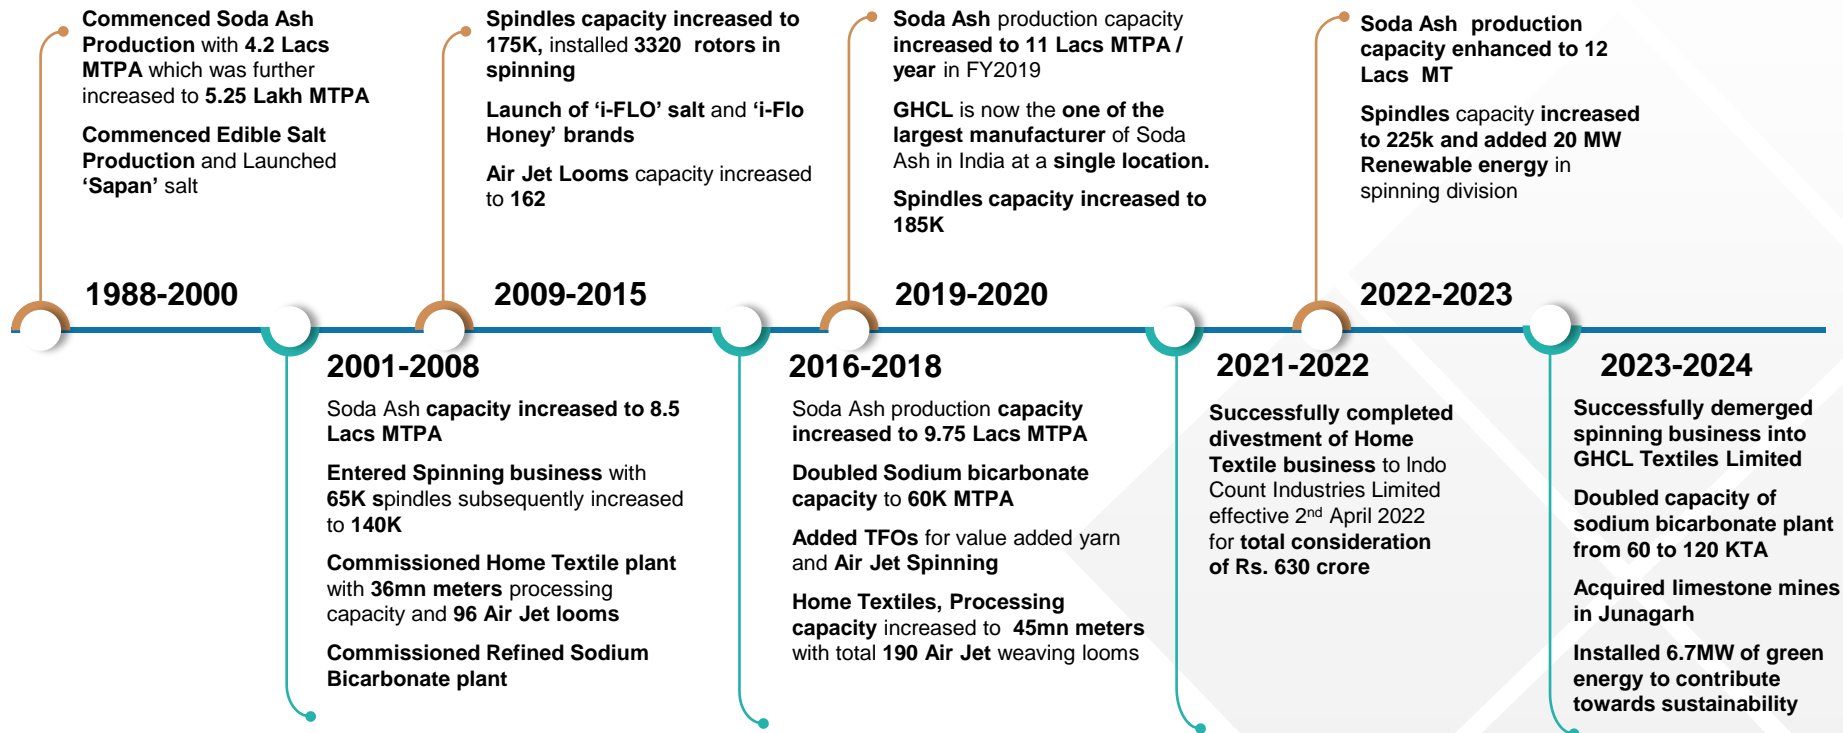 Commenced Soda Ash
Production with 4.2 Lacs
MTPA which was further
increased to 5.25 Lakh MTPA
Commenced Edible Salt
Production and Launched
‘Sapan’ salt
1988-2000
2001-2008
Soda Ash capacity increased to 8.5
Lacs MTPA
Entered Spinning business with
65K spindles subsequently increased
to 140K
Commissioned Home Textile plant
with 36mn meters processing
capacity and 96 Air Jet looms
Commissioned Refined Sodium
Bicarbonate plant
Spindles capacity increased to
175K, installed 3320 rotors in
spinning
Launch of ‘i-FLO’ salt and ‘i-Flo
Honey’ brands
Air Jet Looms capacity increased
to 162
2009-2015
2016-2018
Soda Ash production capacity
increased to 9.75 Lacs MTPA
Doubled Sodium bicarbonate
capacity to 60K MTPA
Added TFOs for value added yarn
and Air Jet Spinning
Home Textiles, Processing
capacity increased to 45mn meters
with total 190 Air Jet weaving looms
Soda Ash production capacity
increased to 11 Lacs MTPA /
year in FY2019
GHCL is now the one of the
largest manufacturer of Soda
Ash in India at a single location.
Spindles capacity increased to
185K
2019-2020
2021-2022
Successfully completed
divestment of Home
Textile business to Indo
Count Industries Limited
effective 2nd April 2022
for total consideration
of Rs. 630 crore
Soda Ash production
capacity enhanced to 12
Lacs MT
Spindles capacity increased
to 225k and added 20 MW
Renewable energy in
spinning division
2022-2023
2023-2024
Successfully demerged
spinning business into
GHCL Textiles Limited
Doubled capacity of
sodium bicarbonate plant
from 60 to 120 KTA
Acquired limestone mines
in Junagarh
Installed 6.7MW of green
energy to contribute
towards sustainability